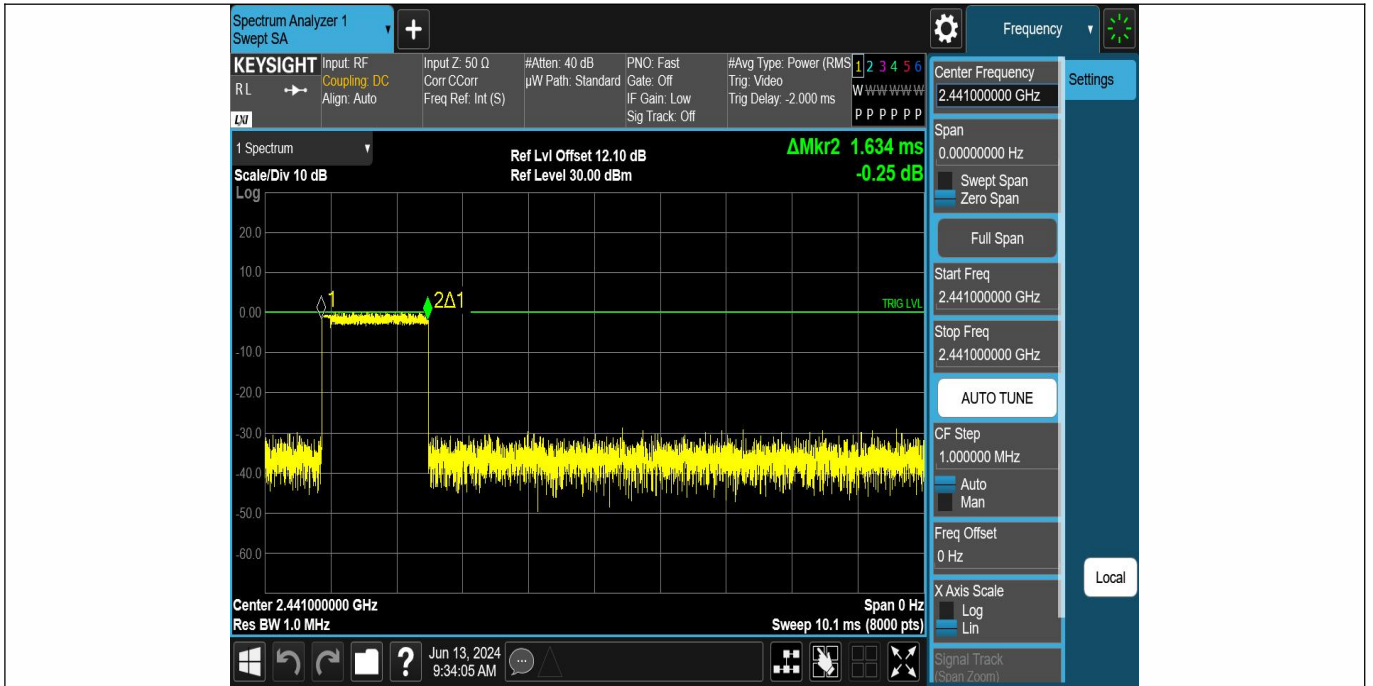 Spectrum Analyzer 1
Swept SA
+
Frequency
KEYSIGHT
RL
LXI
Input: RF
Coupling: DC
Align: Auto
Input Z: 50 Ω
Corr CCorr
Freq Ref: Int (S)
#Atten: 40 dB
µW Path: Standard
PNO: Fast
Gate: Off
IF Gain: Low
Sig Track: Off
#Avg Type: Power (RMS
Trig: Video
Trig Delay: -2.000 ms
1 2 3 4 5 6
W W W W W W
P P P P P P
Center Frequency
2.441000000 GHz
Settings
1 Spectrum
Scale/Div 10 dB
Ref Lvl Offset 12.10 dB
Ref Level 30.00 dBm
ΔMkr2 1.634 ms
-0.25 dB
Log
20.0
10.0
0.00
-10.0
-20.0
-30.0
-40.0
-50.0
-60.0
1
2Δ1
TRIG LVL
Center 2.441000000 GHz
Res BW 1.0 MHz
Span 0 Hz
Sweep 10.1 ms (8000 pts)
Span
0.00000000 Hz
Swept Span
Zero Span
Full Span
Start Freq
2.441000000 GHz
Stop Freq
2.441000000 GHz
AUTO TUNE
CF Step
1.000000 MHz
Auto
Man
Freq Offset
0 Hz
X Axis Scale
Log
Lin
Signal Track
(Span Zoom)
Local
?
Jun 13, 2024
9:34:05 AM